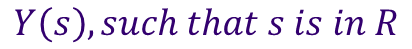 Y(s), such that s is in R